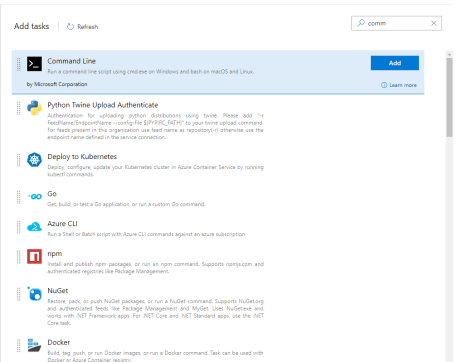 Add tasks
Refresh
comm
Command Line
Add
Run a command line script using cmd.exe on Windows and bash on macOS and Linux.
by Microsoft Corporation
Learn more
Python Twine Upload Authenticate
Authentication for uploading python distributions using twine. Please add "-r
FeedName/EndpointName --config-file $(PYPIRC_PATH)" to your twine upload command.
For feeds present in this organization use feed name as repository(-r) otherwise use the
endpoint name defined in the service connection.
Deploy to Kubernetes
Deploy, configure, update your Kubernetes cluster in Azure Container Service by running
kubectl commands.
GO
Go
Get, build, or test a Go application, or run a custom Go command.
Azure CLI
Run a Shell or Batch script with Azure CLI commands against an azure subscription
npm
Install and publish npm packages, or run an npm command. Supports npmjs.com and
authenticated registries like Package Management.
NuGet
Restore, pack, or push NuGet packages, or run a NuGet command. Supports NuGet.org
and authenticated feeds like Package Management and MyGet. Uses NuGet.exe and
works with .NET Framework apps. For .NET Core and .NET Standard apps, use the .NET
Core task.
Docker
Build, tag, push, or run Docker images, or run a Docker command. Task can be used with
Docker or Azure Container registry.